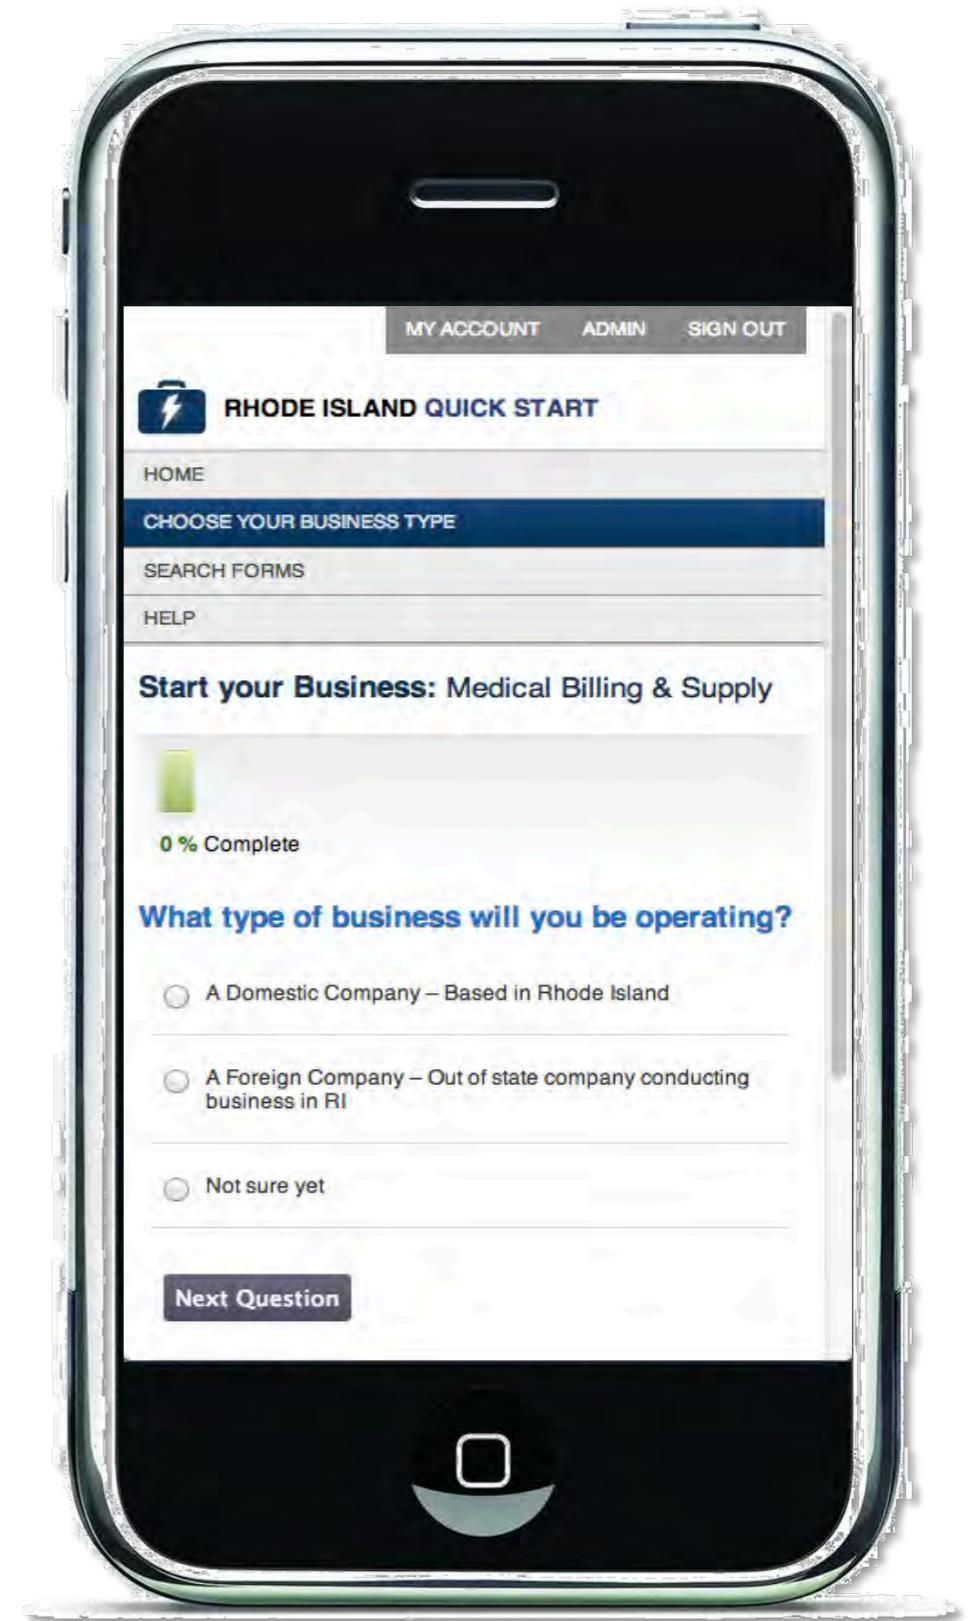 MY ACCOUNT ADMIN SIGN OUT
RHODE ISLAND QUICK START
HOME
CHOOSE YOUR BUSINESS TYPE
SEARCH FORMS
HELP
Start your Business: Medical Billing & Supply
0 % Complete
What type of business will you be operating?
A Domestic Company – Based in Rhode Island
A Foreign Company – Out of state company conducting
business in RI
Not sure yet
Next Question